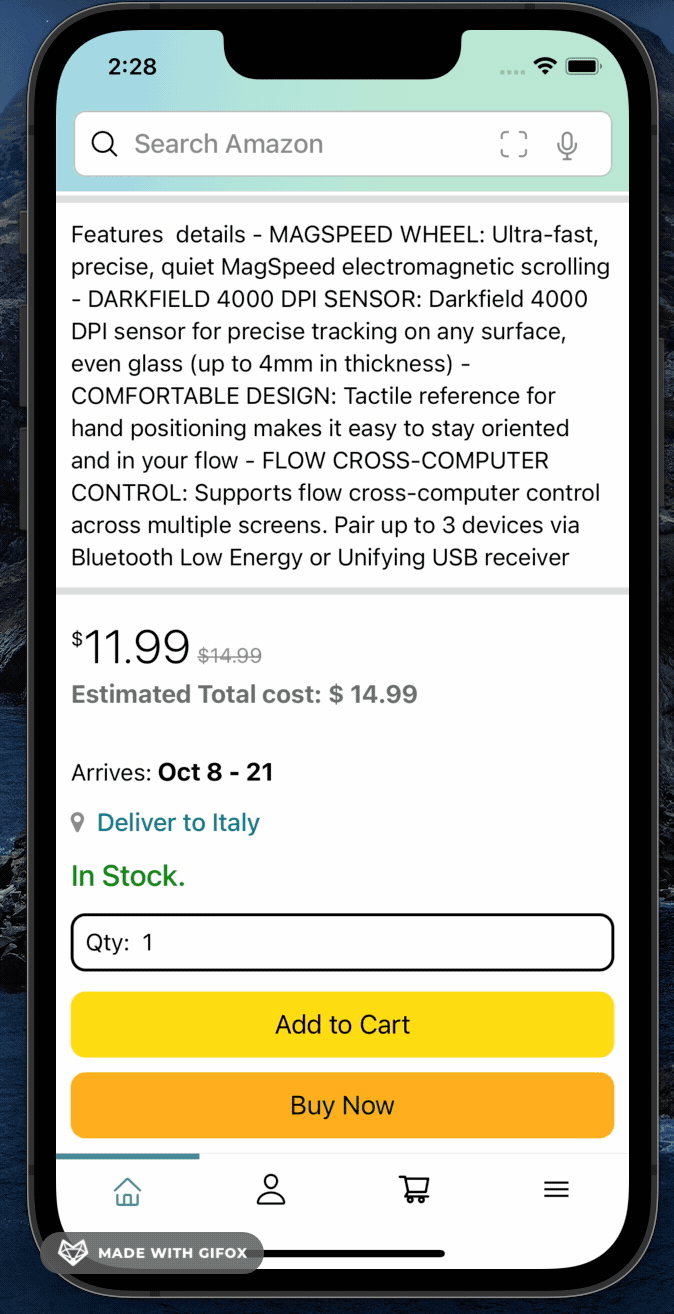 2:28
Search Amazon
Features  details - MAGSPEED WHEEL: Ultra-fast,
precise, quiet MagSpeed electromagnetic scrolling
- DARKFIELD 4000 DPI SENSOR: Darkfield 4000
DPI sensor for precise tracking on any surface,
even glass (up to 4mm in thickness) -
COMFORTABLE DESIGN: Tactile reference for
hand positioning makes it easy to stay oriented
and in your flow - FLOW CROSS-COMPUTER
CONTROL: Supports flow cross-computer control
across multiple screens. Pair up to 3 devices via
Bluetooth Low Energy or Unifying USB receiver
$11.99 $14.99
Estimated Total cost: $ 14.99
Arrives: Oct 8 - 21
Deliver to Italy
In Stock.
Qty:  1
Add to Cart
Buy Now
MADE WITH GIFOX